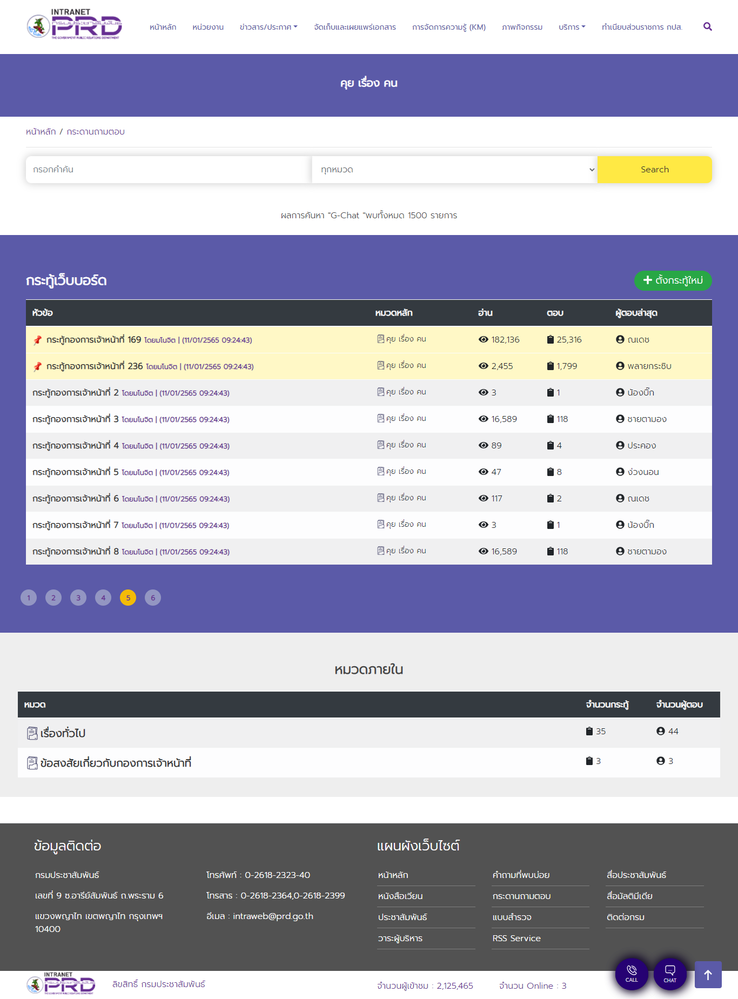 INTRANET
PRD
กรมประชาสัมพันธ์
THE GOVERNMENT PUBLIC RELATIONS DEPARTMENT
หน้าหลัก หน่วยงาน ข่าวสาร/ประกาศ จัดเก็บและเผยแพร่เอกสาร การจัดการความรู้ (KM) ภาพกิจกรรม บริการ ทำเนียบส่วนราชการ กปส.
คุย เรื่อง คน
หน้าหลัก / กระดานถามตอบ
กรอกคำค้น ทุกหมวด Search
ผลการค้นหา "G-Chat "พบทั้งหมด 1500 รายการ
กระทู้เว็บบอร์ด ตั้งกระทู้ใหม่
หัวข้อ หมวดหลัก อ่าน ตอบ ผู้ตอบล่าสุด
กระทู้กองการเจ้าหน้าที่ 169 โดยมโนจิต | (11/01/2565 09:24:43) คุย เรื่อง คน 182,136 25,316 ณเดช
กระทู้กองการเจ้าหน้าที่ 236 โดยมโนจิต | (11/01/2565 09:24:43) คุย เรื่อง คน 2,455 1,799 พลายกระซิบ
กระทู้กองการเจ้าหน้าที่ 2 โดยมโนจิต | (11/01/2565 09:24:43) คุย เรื่อง คน 3 1 น้องบิ๊ก
กระทู้กองการเจ้าหน้าที่ 3 โดยมโนจิต | (11/01/2565 09:24:43) คุย เรื่อง คน 16,589 118 ชายตามอง
กระทู้กองการเจ้าหน้าที่ 4 โดยมโนจิต | (11/01/2565 09:24:43) คุย เรื่อง คน 89 4 ประคอง
กระทู้กองการเจ้าหน้าที่ 5 โดยมโนจิต | (11/01/2565 09:24:43) คุย เรื่อง คน 47 8 ง่วงนอน
กระทู้กองการเจ้าหน้าที่ 6 โดยมโนจิต | (11/01/2565 09:24:43) คุย เรื่อง คน 117 2 ณเดช
กระทู้กองการเจ้าหน้าที่ 7 โดยมโนจิต | (11/01/2565 09:24:43) คุย เรื่อง คน 3 1 น้องบิ๊ก
กระทู้กองการเจ้าหน้าที่ 8 โดยมโนจิต | (11/01/2565 09:24:43) คุย เรื่อง คน 16,589 118 ชายตามอง
1 2 3 4 5 6
หมวดภายใน
หมวด จำนวนกระทู้ จำนวนผู้ตอบ
เรื่องทั่วไป 35 44
ข้อสงสัยเกี่ยวกับกองการเจ้าหน้าที่ 3 3
ข้อมูลติดต่อ
กรมประชาสัมพันธ์
เลขที่ 9 ซ.อารีย์สัมพันธ์ ถ.พระราม 6
แขวงพญาไท เขตพญาไท กรุงเทพฯ
10400
โทรศัพท์ : 0-2618-2323-40
โทรสาร : 0-2618-2364,0-2618-2399
อีเมล : intraweb@prd.go.th
แผนผังเว็บไซต์
หน้าหลัก คำถามที่พบบ่อย สื่อประชาสัมพันธ์
หนังสือเวียน กระดานถามตอบ สื่อมัลติมีเดีย
ประชาสัมพันธ์ แบบสำรวจ ติดต่อกรม
วาระผู้บริหาร RSS Service
CALL CHAT
INTRANET
PRD
กรมประชาสัมพันธ์
THE GOVERNMENT PUBLIC RELATIONS DEPARTMENT
ลิขสิทธิ์ กรมประชาสัมพันธ์ จำนวนผู้เข้าชม : 2,125,465 จำนวน Online : 3